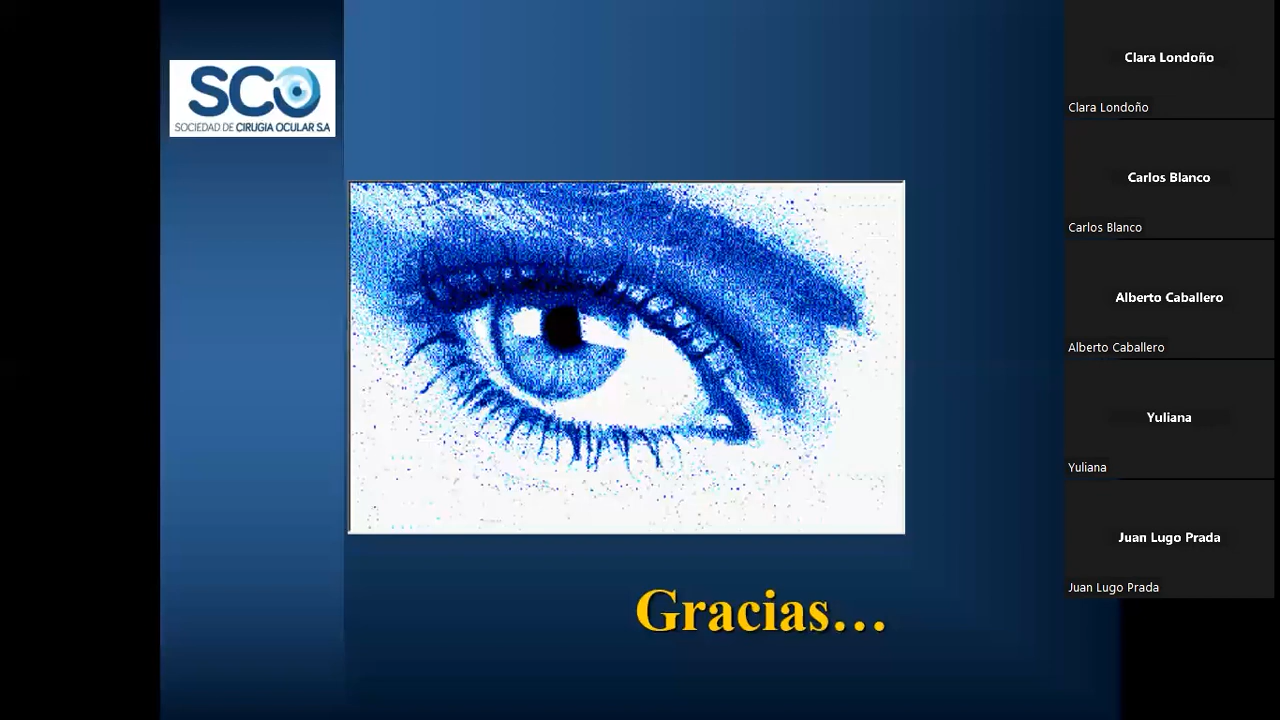 SCO
SOCIEDAD DE CIRUGIA OCULAR S.A
Gracias...
Clara Londoño
Clara Londoño
Carlos Blanco
Carlos Blanco
Alberto Caballero
Alberto Caballero
Yuliana
Yuliana
Juan Lugo Prada
Juan Lugo Prada